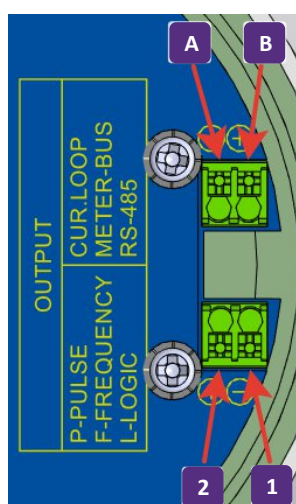 A B
OUTPUT
CUR.LOOP
METER-BUS
RS-485
P-PULSE
F-FREQUENCY
L-LOGIC
2 1